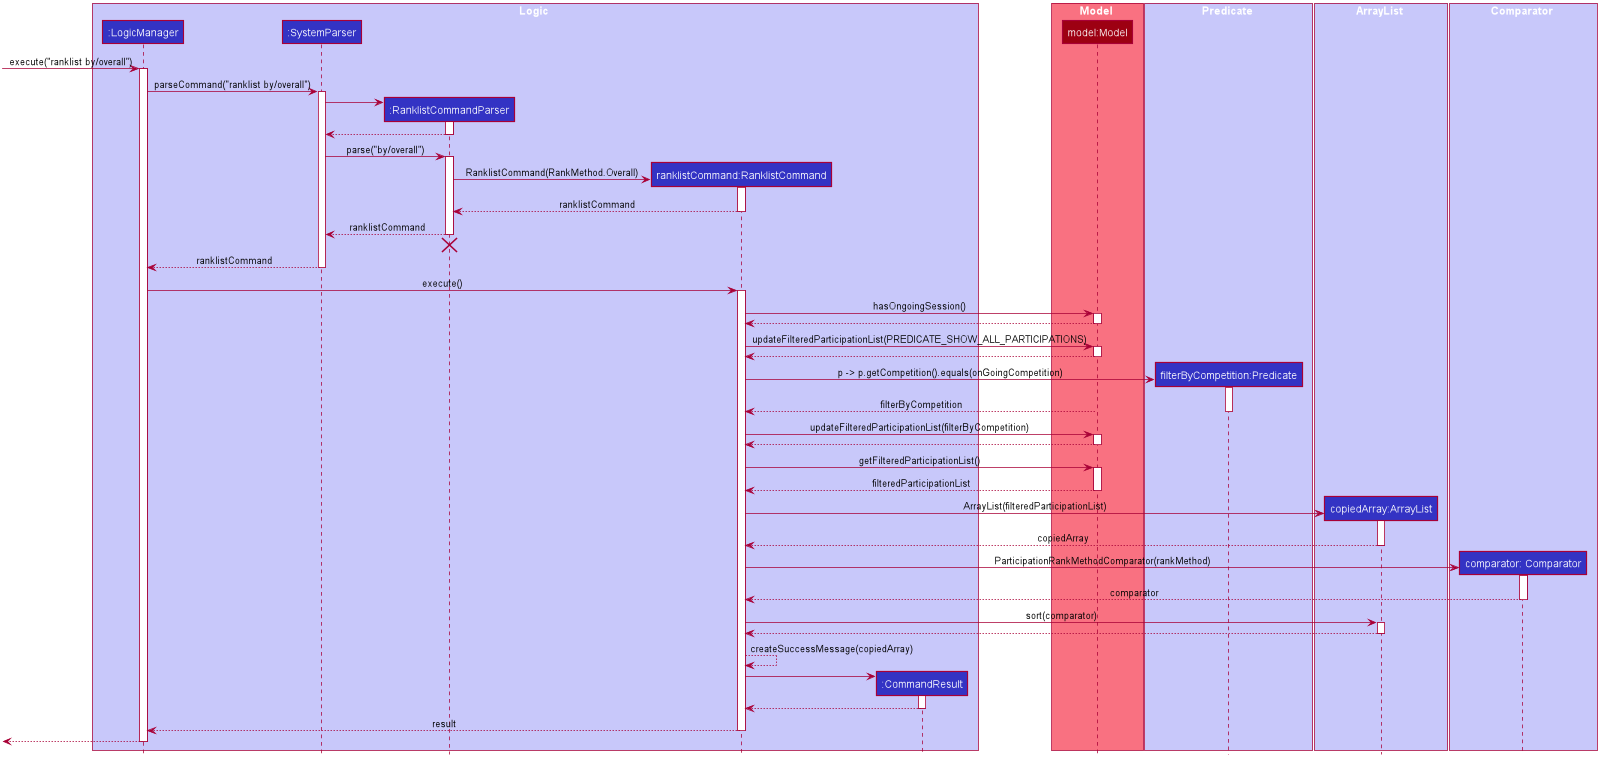 Logic
Model
Predicate
ArrayList
Comparator
:LogicManager
:SystemParser
model:Model
execute("ranklist by/overall")
parseCommand("ranklist by/overall")
:RanklistCommandParser
parse("by/overall")
RanklistCommand(RankMethod.Overall)
ranklistCommand:RanklistCommand
ranklistCommand
ranklistCommand
ranklistCommand
execute()
hasOngoingSession()
updateFilteredParticipationList(PREDICATE_SHOW_ALL_PARTICIPATIONS)
p -> p.getCompetition().equals(onGoingCompetition)
filterByCompetition:Predicate
filterByCompetition
updateFilteredParticipationList(filterByCompetition)
getFilteredParticipationList()
filteredParticipationList
ArrayList(filteredParticipationList)
copiedArray:ArrayList
copiedArray
ParticipationRankMethodComparator(rankMethod)
comparator: Comparator
comparator
sort(comparator)
createSuccessMessage(copiedArray)
:CommandResult
result